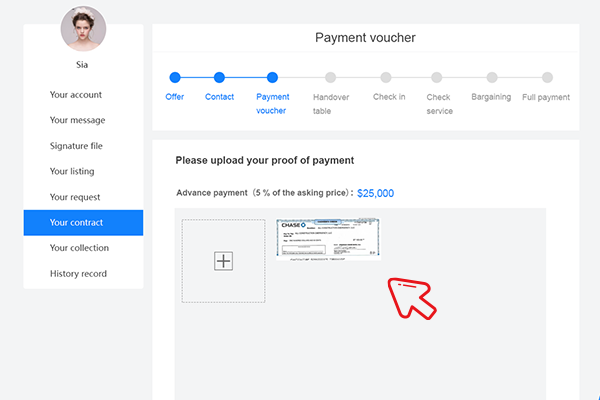 Payment voucher
Sia
Your account
Your message
Signature file
Your listing
Your request
Your contract
Your collection
History record
Offer
Contact
Payment
voucher
Handover
table
Check in
Check
service
Bargaining
Full payment
Please upload your proof of payment
Advance payment (5 % of the asking price) : $25,000
CHASE